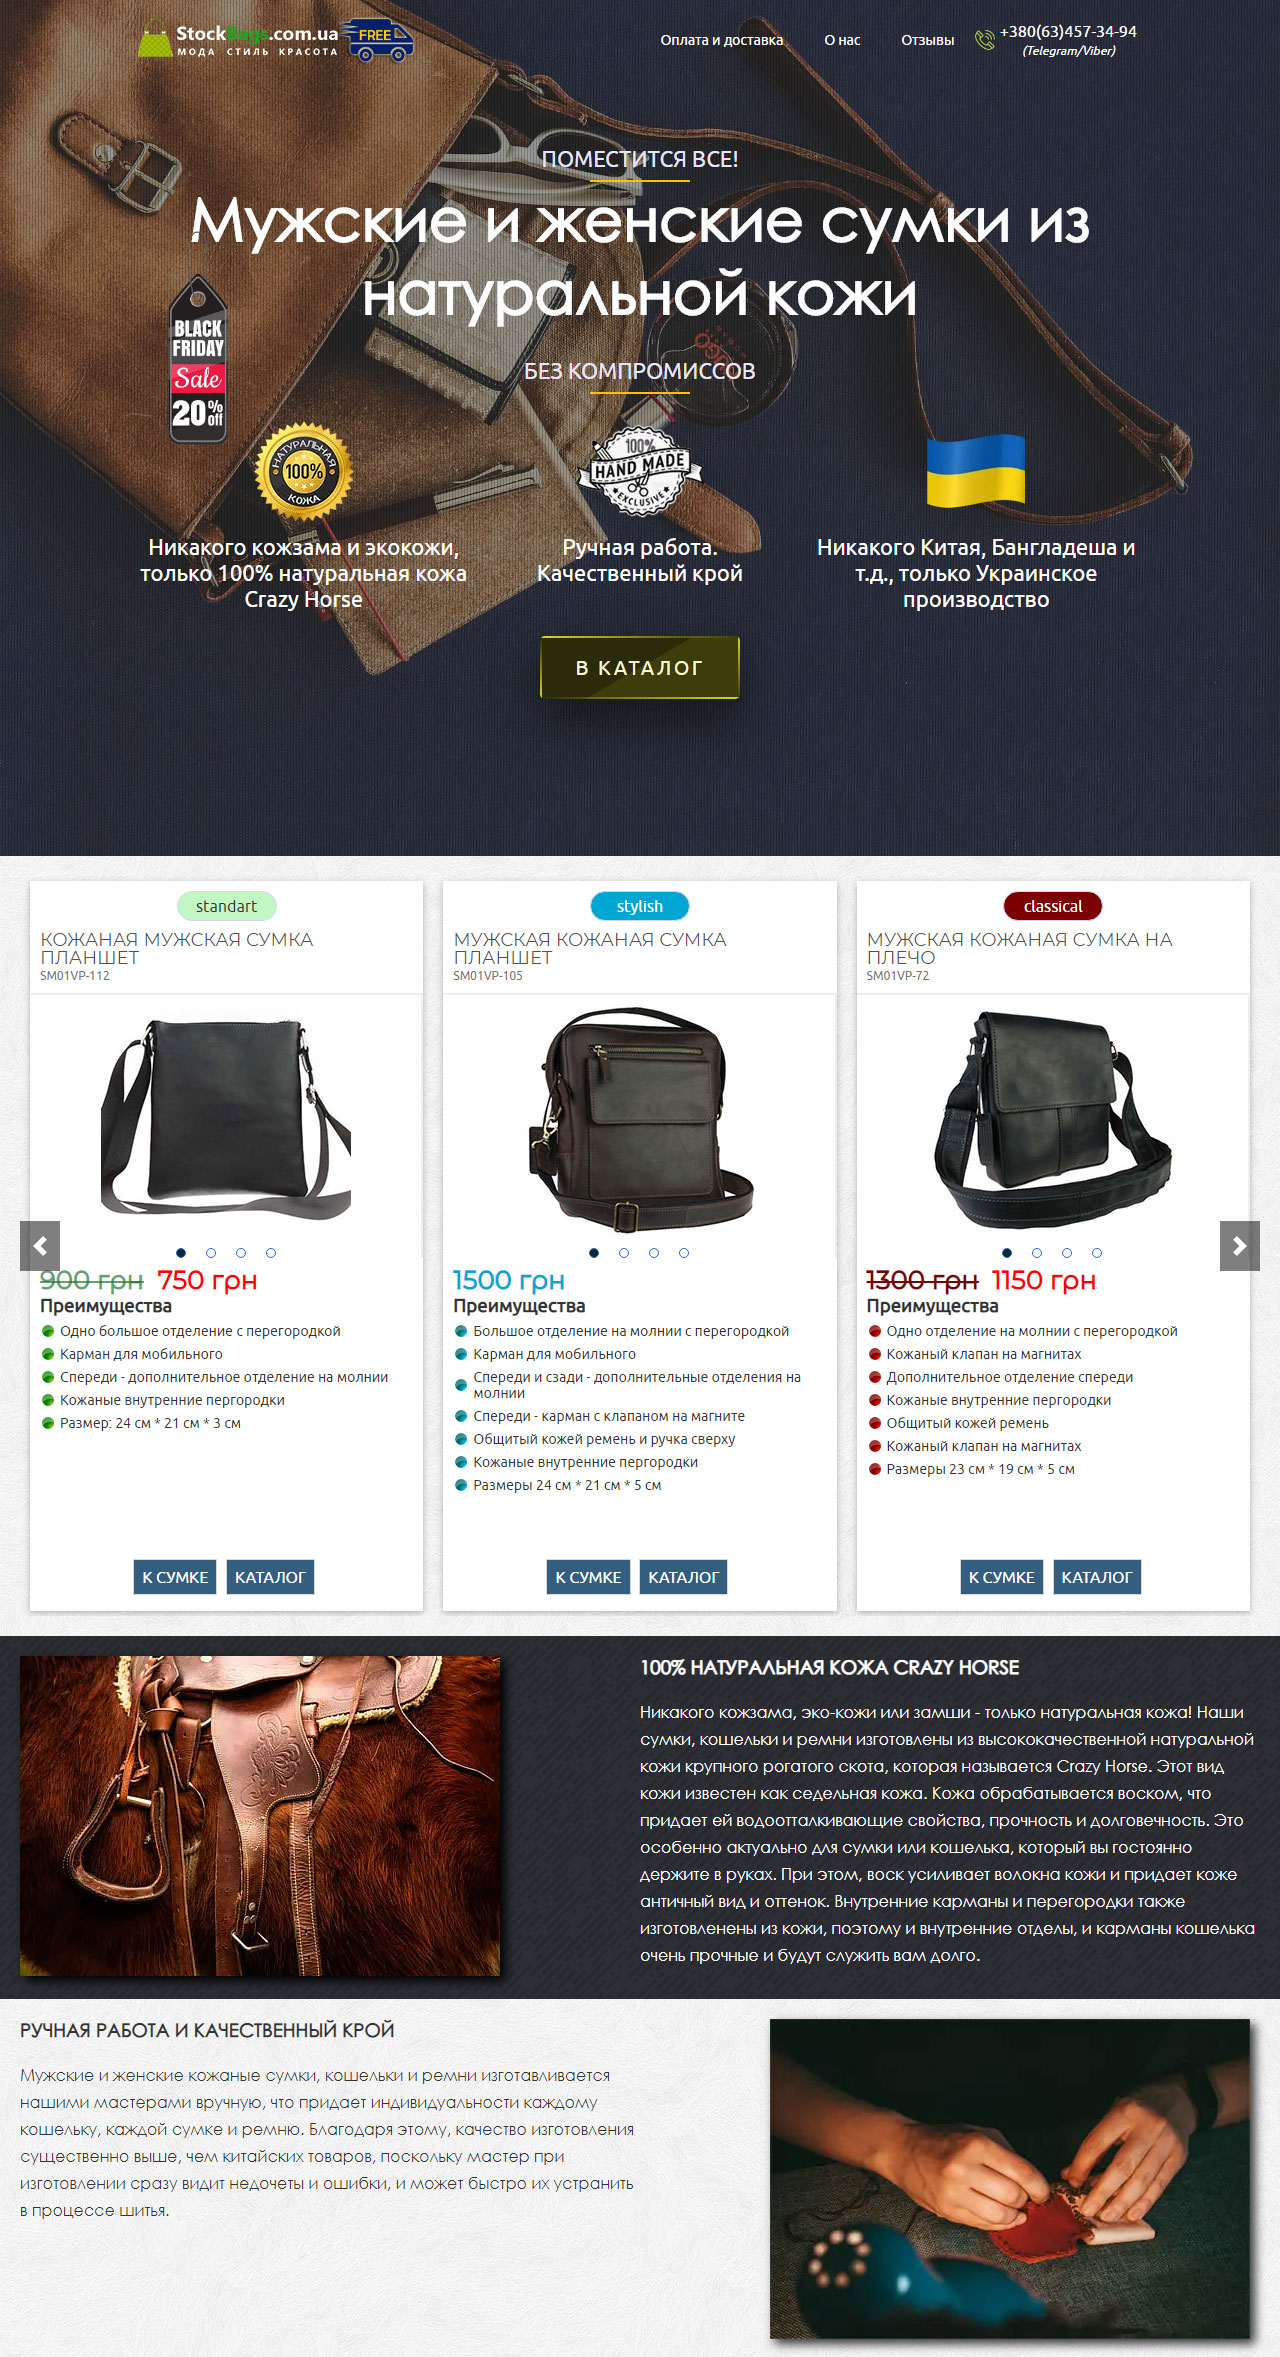 StockBags.com.ua
МОДА СТИЛЬ КРАСОТА
FREE
Оплата и доставка
О нас
Отзывы
+380(63)457-34-94
(Telegram/Viber)
ПОМЕСТИТСЯ ВСЕ!
Мужские и женские сумки из
натуральной кожи
BLACK
FRIDAY
Sale
20% off
БЕЗ КОМПРОМИССОВ
НАТУРАЛЬНАЯ
100%
КОЖА
100%
HAND MADE
EXCLUSIVE
Никакого кожзама и экокожи,
только 100% натуральная кожа
Crazy Horse
Ручная работа.
Качественный крой
Никакого Китая, Бангладеша и
т.д., только Украинское
производство
В КАТАЛОГ
standart
КОЖАНАЯ МУЖСКАЯ СУМКА
ПЛАНШЕТ
SM01VP-112
900 грн 750 грн
Преимущества
Одно большое отделение с перегородкой
Карман для мобильного
Спереди - дополнительное отделение на молнии
Кожаные внутренние пергородки
Размер: 24 см * 21 см * 3 см
К СУМКЕ
КАТАЛОГ
stylish
МУЖСКАЯ КОЖАНАЯ СУМКА
ПЛАНШЕТ
SM01VP-105
1500 грн
Преимущества
Большое отделение на молнии с перегородкой
Карман для мобильного
Спереди и сзади - дополнительные отделения на
молнии
Спереди - карман с клапаном на магните
Общитый кожей ремень и ручка сверху
Кожаные внутренние пергородки
Размеры 24 см * 21 см * 5 см
К СУМКЕ
КАТАЛОГ
classical
МУЖСКАЯ КОЖАНАЯ СУМКА НА
ПЛЕЧО
SM01VP-72
1300 грн 1150 грн
Преимущества
Одно отделение на молнии с перегородкой
Кожаный клапан на магнитах
Дополнительное отделение спереди
Кожаные внутренние пергородки
Общитый кожей ремень
Кожаный клапан на магнитах
Размеры 23 см * 19 см * 5 см
К СУМКЕ
КАТАЛОГ
100% НАТУРАЛЬНАЯ КОЖА CRAZY HORSE
Никакого кожзама, эко-кожи или замши - только натуральная кожа! Наши
сумки, кошельки и ремни изготовлены из высококачественной натуральной
кожи крупного рогатого скота, которая называется Crazy Horse. Этот вид
кожи известен как седельная кожа. Кожа обрабатывается воском, что
придает ей водоотталкивающие свойства, прочность и долговечность. Это
особенно актуально для сумки или кошелька, который вы гостоянно
держите в руках. При этом, воск усиливает волокна кожи и придает коже
античный вид и оттенок. Внутренние карманы и перегородки также
изготовленены из кожи, поэтому и внутренние отделы, и карманы кошелька
очень прочные и будут служить вам долго.
РУЧНАЯ РАБОТА И КАЧЕСТВЕННЫЙ КРОЙ
Мужские и женские кожаные сумки, кошельки и ремни изготавливается
нашими мастерами вручную, что придает индивидуальности каждому
кошельку, каждой сумке и ремню. Благодаря этому, качество изготовления
существенно выше, чем китайских товаров, поскольку мастер при
изготовлении сразу видит недочеты и ошибки, и может быстро их устранить
в процессе шитья.